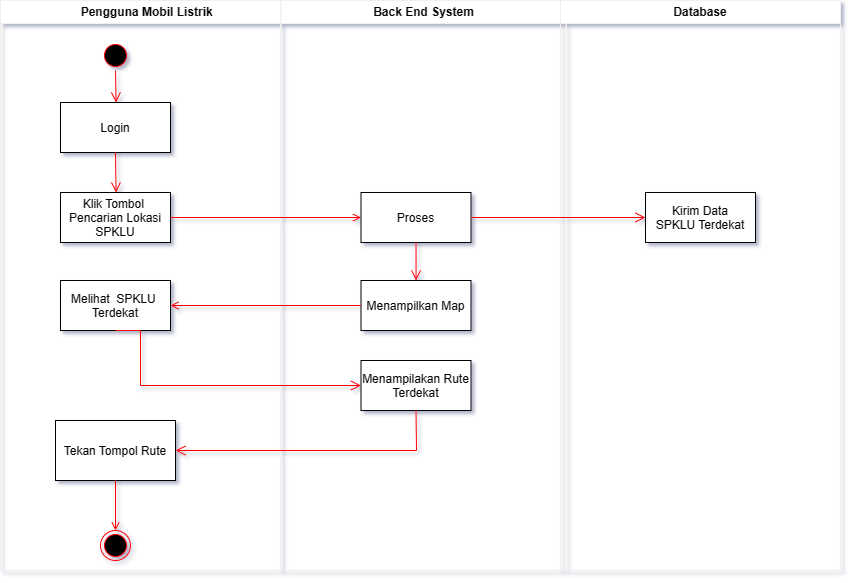 Pengguna Mobil Listrik
Back End System
Database
Login
Klik Tombol
Pencarian Lokasi
SPKLU
Proses
Kirim Data
SPKLU Terdekat
Melihat  SPKLU
Terdekat
Menampilkan Map
Menampilakan Rute
Terdekat
Tekan Tompol Rute